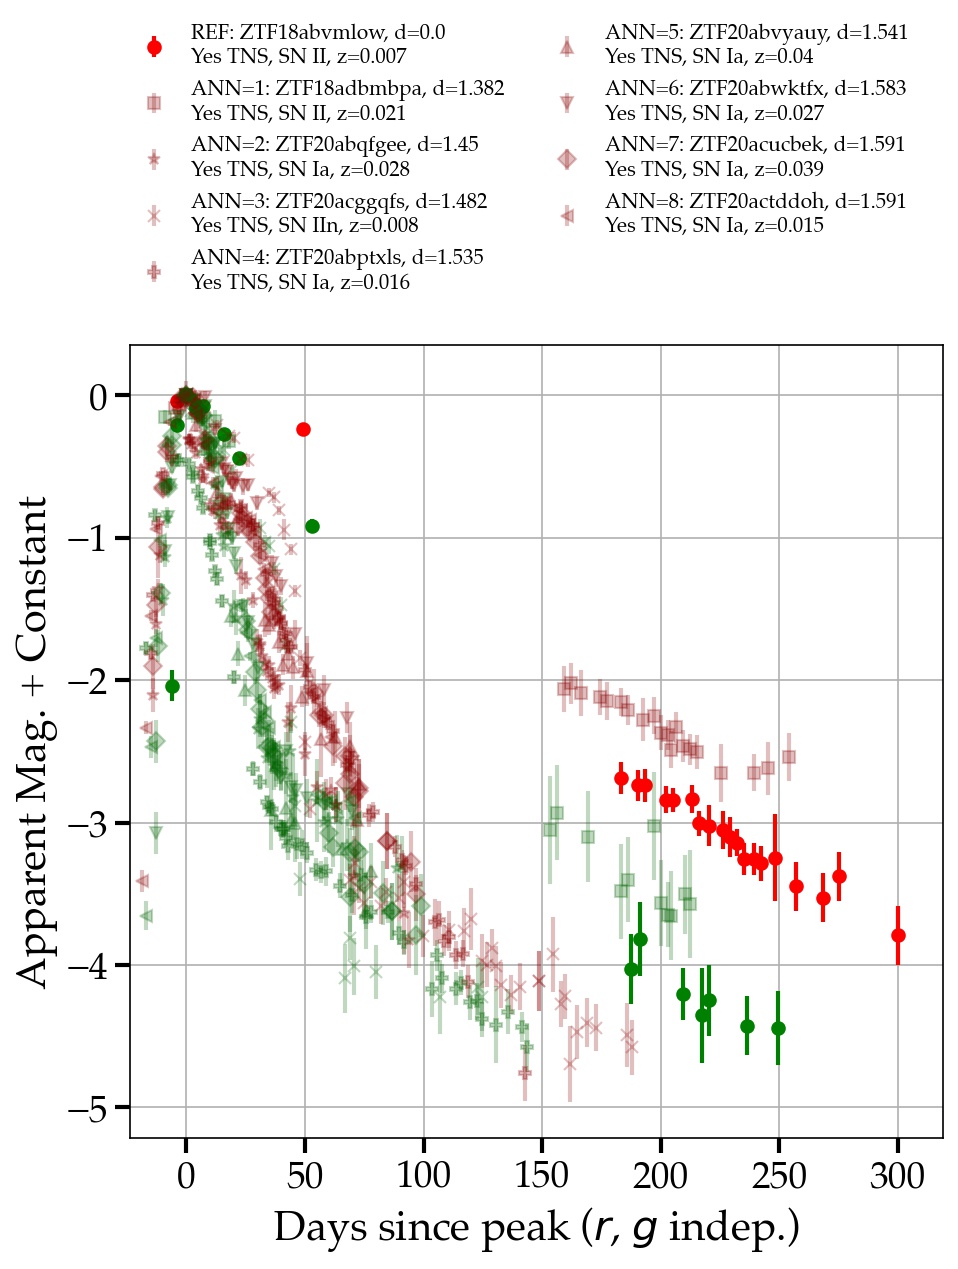 REF: ZTF18abvmlow, d=0.0
Yes TNS, SN II, z=0.007
ANN=1: ZTF18adbmbpa, d=1.382
Yes TNS, SN II, z=0.021
ANN=2: ZTF20abqfgee, d=1.45
Yes TNS, SN Ia, z=0.028
ANN=3: ZTF20acggqfs, d=1.482
Yes TNS, SN IIn, z=0.008
ANN=4: ZTF20abptxls, d=1.535
Yes TNS, SN Ia, z=0.016
ANN=5: ZTF20abvyauy, d=1.541
Yes TNS, SN Ia, z=0.04
ANN=6: ZTF20abwktfx, d=1.583
Yes TNS, SN Ia, z=0.027
ANN=7: ZTF20acucbek, d=1.591
Yes TNS, SN Ia, z=0.039
ANN=8: ZTF20actddoh, d=1.591
Yes TNS, SN Ia, z=0.015
Apparent Mag. + Constant
0
−1
−2
−3
−4
−5
0 50 100 150 200 250 300
Days since peak (r, g indep.)